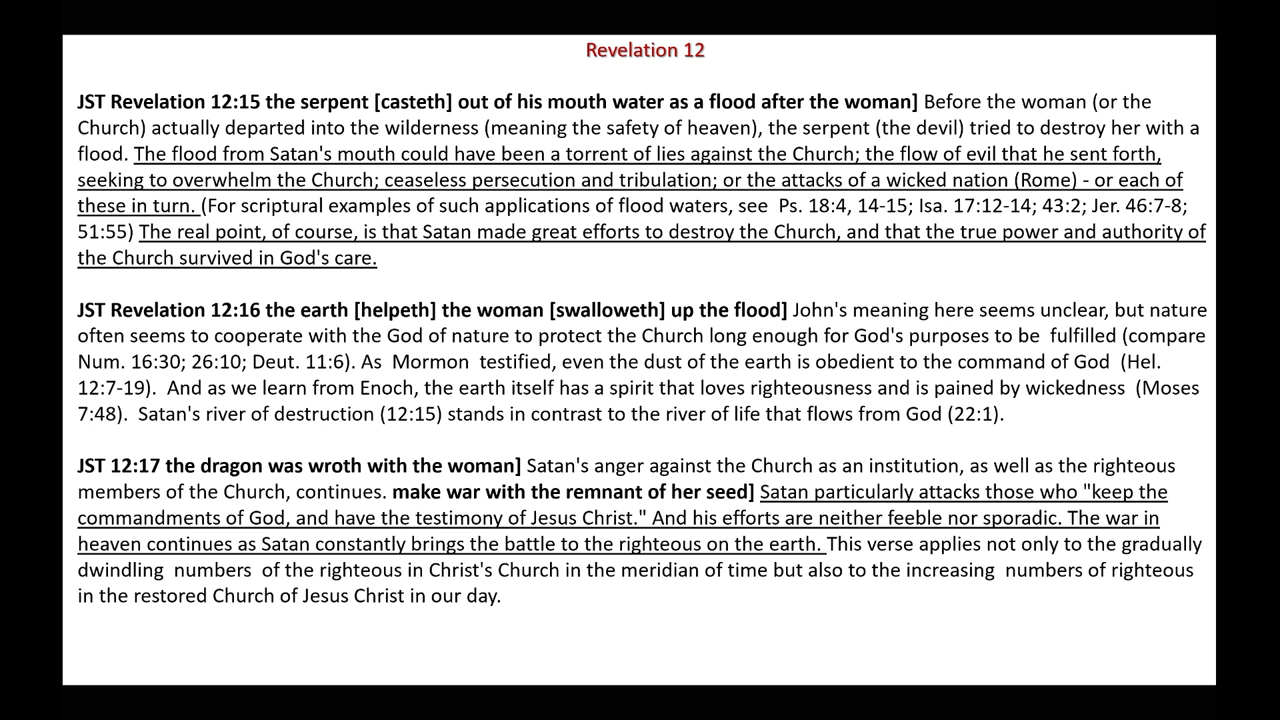 Revelation 12
JST Revelation 12:15 the serpent [casteth] out of his mouth water as a flood after the woman] Before the woman (or the
Church) actually departed into the wilderness (meaning the safety of heaven), the serpent (the devil) tried to destroy her with a
flood. The flood from Satan's mouth could have been a torrent of lies against the Church; the flow of evil that he sent forth,
seeking to overwhelm the Church; ceaseless persecution and tribulation; or the attacks of a wicked nation (Rome) - or each of
these in turn. (For scriptural examples of such applications of flood waters, see  Ps. 18:4, 14-15; Isa. 17:12-14; 43:2; Jer. 46:7-8;
51:55) The real point, of course, is that Satan made great efforts to destroy the Church, and that the true power and authority of
the Church survived in God's care.
JST Revelation 12:16 the earth [helpeth] the woman [swalloweth] up the flood] John's meaning here seems unclear, but nature
often seems to cooperate with the God of nature to protect the Church long enough for God's purposes to be  fulfilled (compare
Num. 16:30; 26:10; Deut. 11:6). As  Mormon  testified, even the dust of the earth is obedient to the command of God  (Hel.
12:7-19).  And as we learn from Enoch, the earth itself has a spirit that loves righteousness and is pained by wickedness  (Moses
7:48).  Satan's river of destruction (12:15) stands in contrast to the river of life that flows from God (22:1).
JST 12:17 the dragon was wroth with the woman] Satan's anger against the Church as an institution, as well as the righteous
members of the Church, continues. make war with the remnant of her seed] Satan particularly attacks those who "keep the
commandments of God, and have the testimony of Jesus Christ." And his efforts are neither feeble nor sporadic. The war in
heaven continues as Satan constantly brings the battle to the righteous on the earth. This verse applies not only to the gradually
dwindling  numbers  of the righteous in Christ's Church in the meridian of time but also to the increasing  numbers of righteous
in the restored Church of Jesus Christ in our day.